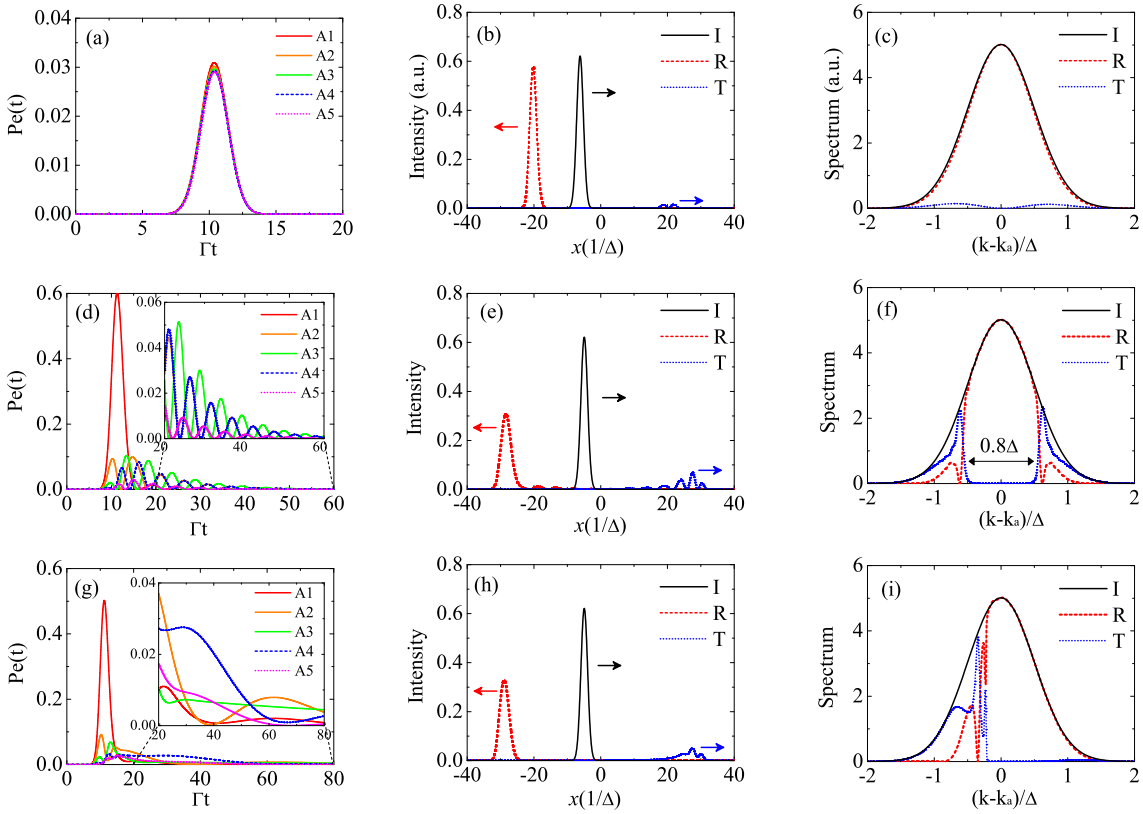 (a)
A1
A2
A3
A4
A5
Pe(t)
0.04
0.03
0.02
0.01
0.00
0 5 10 15 20
Γt
(b)
I
R
T
Intensity (a.u.)
0.8
0.6
0.4
0.2
0.0
-40 -20 0 20 40
x(1/Δ)
(c)
I
R
T
Spectrum (a.u.)
6
4
2
0
-2 -1 0 1 2
(k-ka)/Δ
(d)
A1
A2
A3
A4
A5
Pe(t)
0.6
0.4
0.2
0.0
0 10 20 30 40 50 60
Γt
0.06
0.04
0.02
0.00
20 40 60
(e)
I
R
T
Intensity
0.8
0.6
0.4
0.2
0.0
-40 -20 0 20 40
x(1/Δ)
(f)
I
R
T
0.8Δ
Spectrum
6
4
2
0
-2 -1 0 1 2
(k-ka)/Δ
(g)
A1
A2
A3
A4
A5
Pe(t)
0.6
0.4
0.2
0.0
0 20 40 60 80
Γt
0.04
0.02
0.00
20 40 60 80
(h)
I
R
T
Intensity
0.8
0.6
0.4
0.2
0.0
-40 -20 0 20 40
x(1/Δ)
(i)
I
R
T
Spectrum
6
4
2
0
-2 -1 0 1 2
(k-ka)/Δ